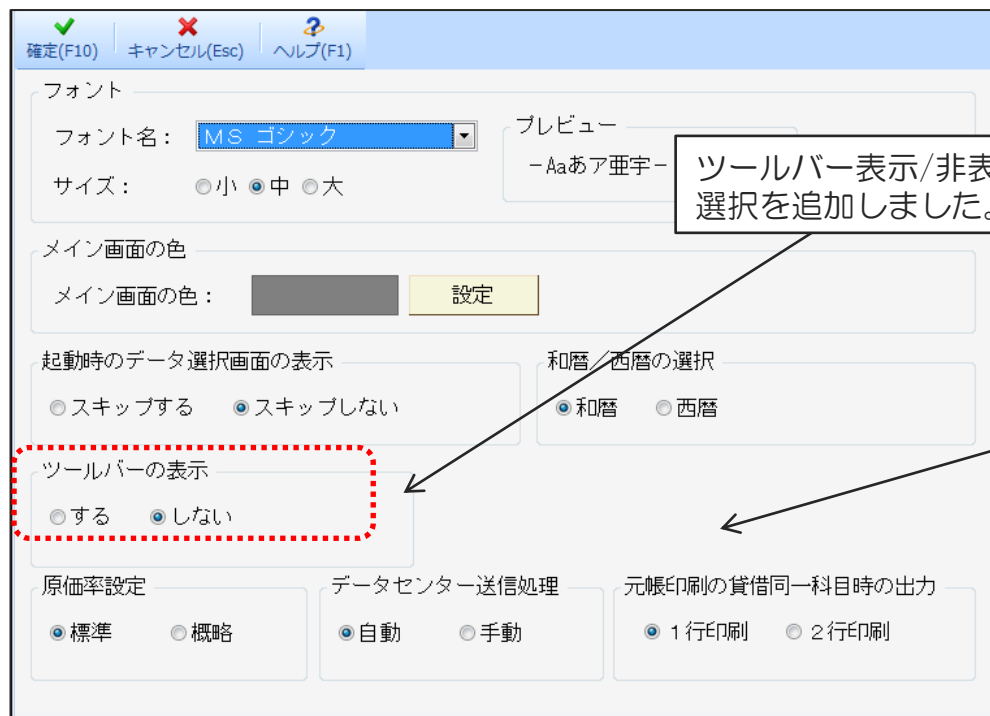 確定(F10) キャンセル(Esc) ヘルプ(F1)
フォント
フォント名： ＭＳ ゴシック
サイズ： 小 中 大
プレビュー
－Aaあア亜宇－
ツールバー表示/非表
選択を追加しました。
メイン画面の色
メイン画面の色： 設定
起動時のデータ選択画面の表示
スキップする スキップしない
和暦／西暦の選択
和暦 西暦
ツールバーの表示
する しない
原価率設定
標準 概略
データセンター送信処理
自動 手動
元帳印刷の貸借同一科目時の出力
１行印刷 ２行印刷